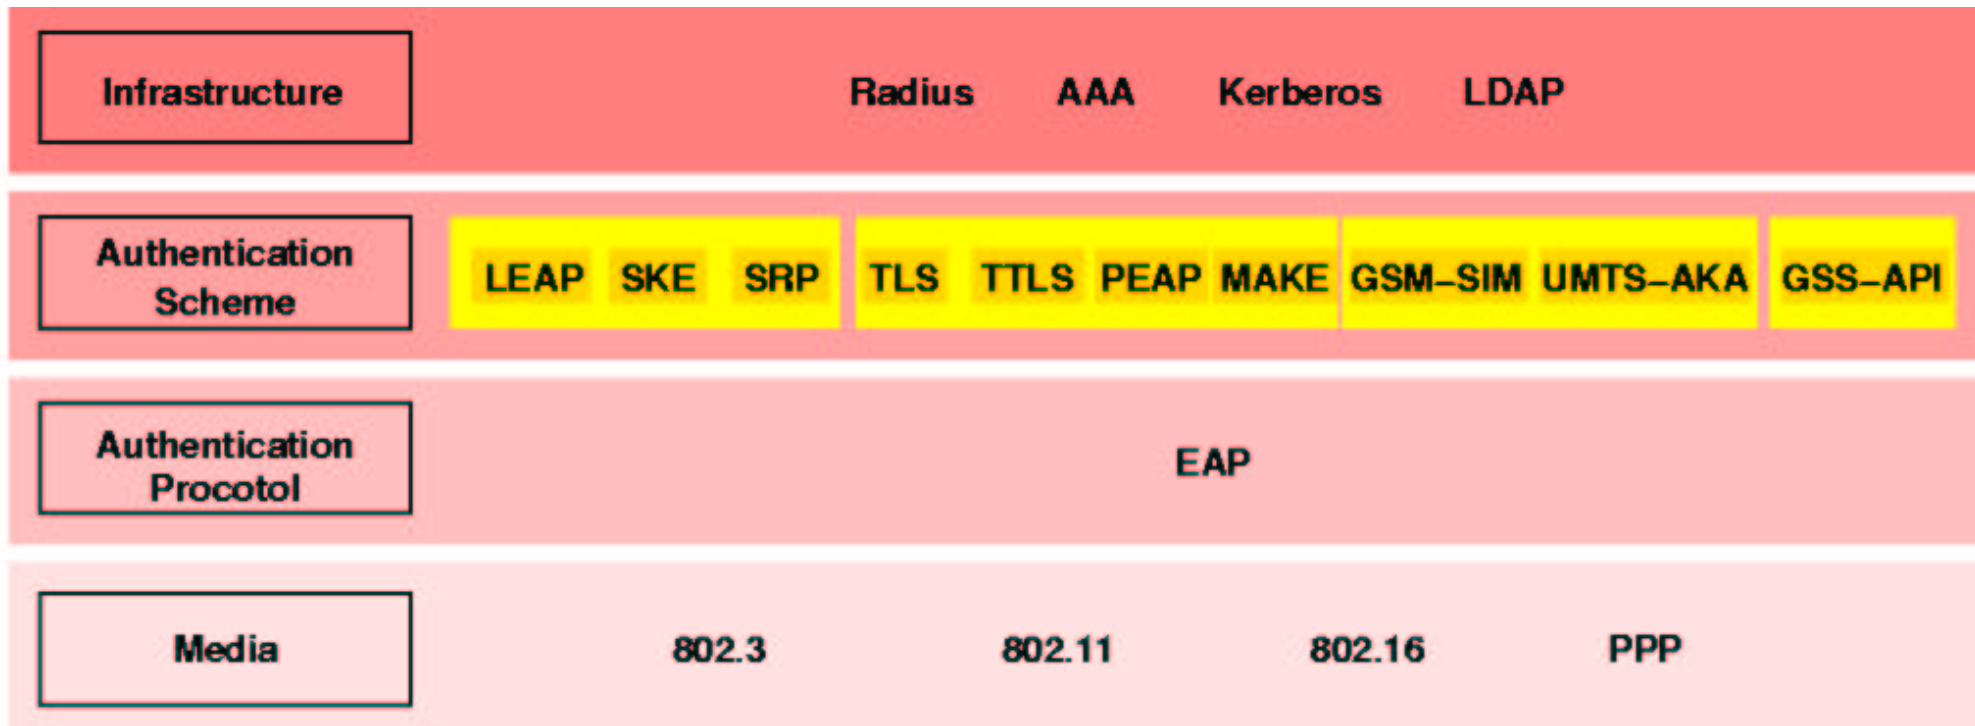 Infrastructure
Radius AAA Kerberos LDAP
Authentication
Scheme
LEAP SKE SRP TLS TTLS PEAP MAKE GSM–SIM UMTS–AKA GSS–API
Authentication
Procotol
EAP
Media
802.3 802.11 802.16 PPP